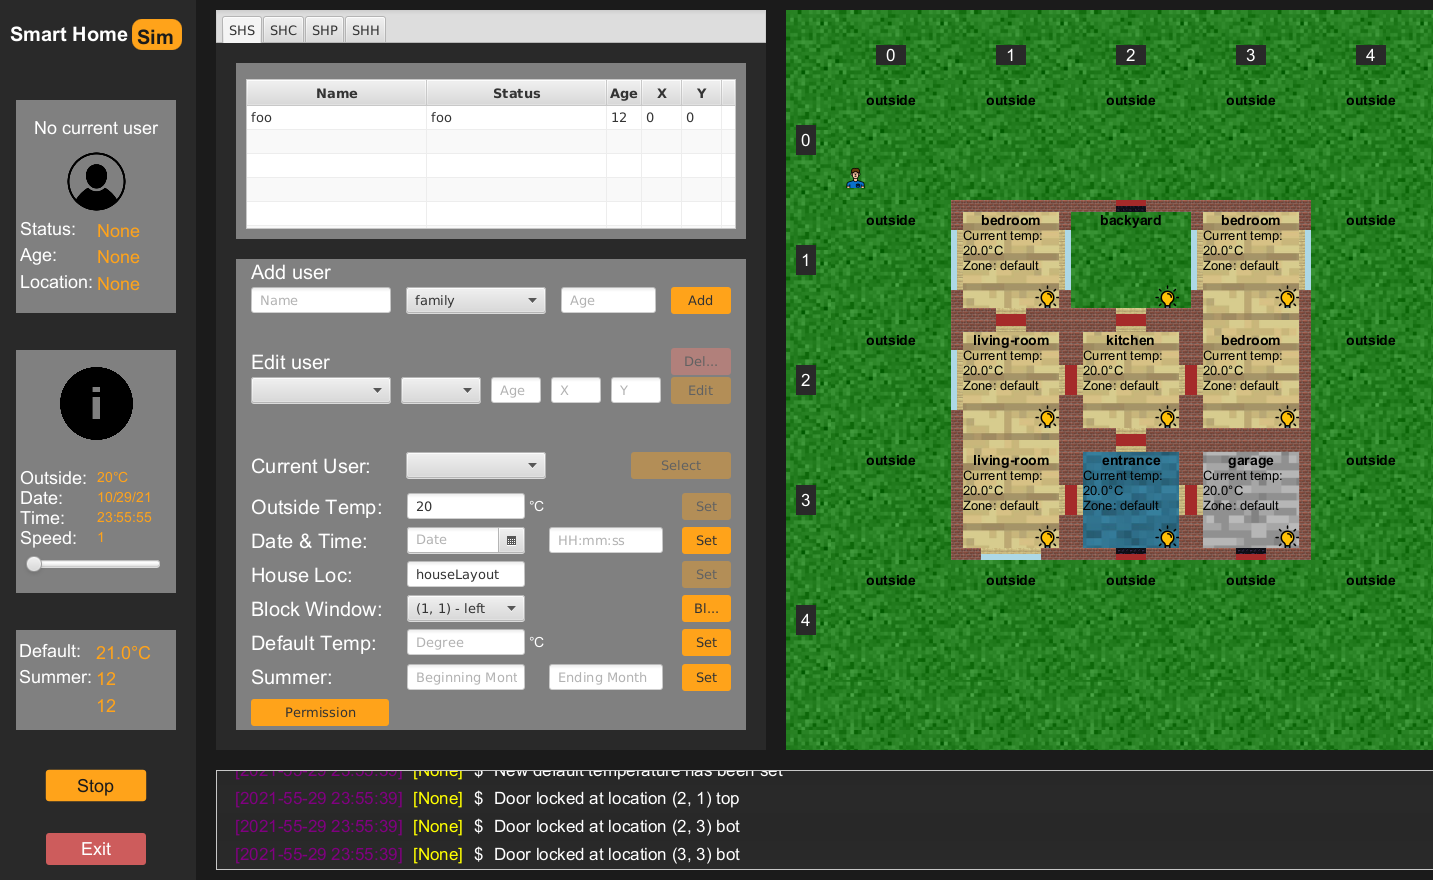 Smart Home Sim
No current user
Status: None
Age: None
Location: None
i
Outside: 20°C
Date: 10/29/21
Time: 23:55:55
Speed: 1
Default: 21.0°C
Summer: 12
12
Stop
Exit
SHS SHC SHP SHH
Name Status Age X Y
foo foo 12 0 0
Add user
Name family Age Add
Edit user Del...
Age X Y Edit
Current User: Select
Outside Temp: 20 °C Set
Date & Time: Date HH:mm:ss Set
House Loc: houseLayout Set
Block Window: (1, 1) - left Bl...
Default Temp: Degree °C Set
Summer: Beginning Mont Ending Month Set
Permission
0 1 2 3 4
outside outside outside outside outside
0
outside bedroom backyard bedroom outside
Current temp: Current temp:
20.0°C 20.0°C
1
Zone: default Zone: default
outside living-room kitchen bedroom outside
Current temp: Current temp: Current temp:
20.0°C 20.0°C 20.0°C
2
Zone: default Zone: default Zone: default
outside living-room entrance garage outside
Current temp: Current temp: Current temp:
20.0°C 20.0°C 20.0°C
3
Zone: default Zone: default Zone: default
outside outside outside outside outside
4
[2021-55-29 23:55:39] [None] $ New default temperature has been set
[2021-55-29 23:55:39] [None] $ Door locked at location (2, 1) top
[2021-55-29 23:55:39] [None] $ Door locked at location (2, 3) bot
[2021-55-29 23:55:39] [None] $ Door locked at location (3, 3) bot